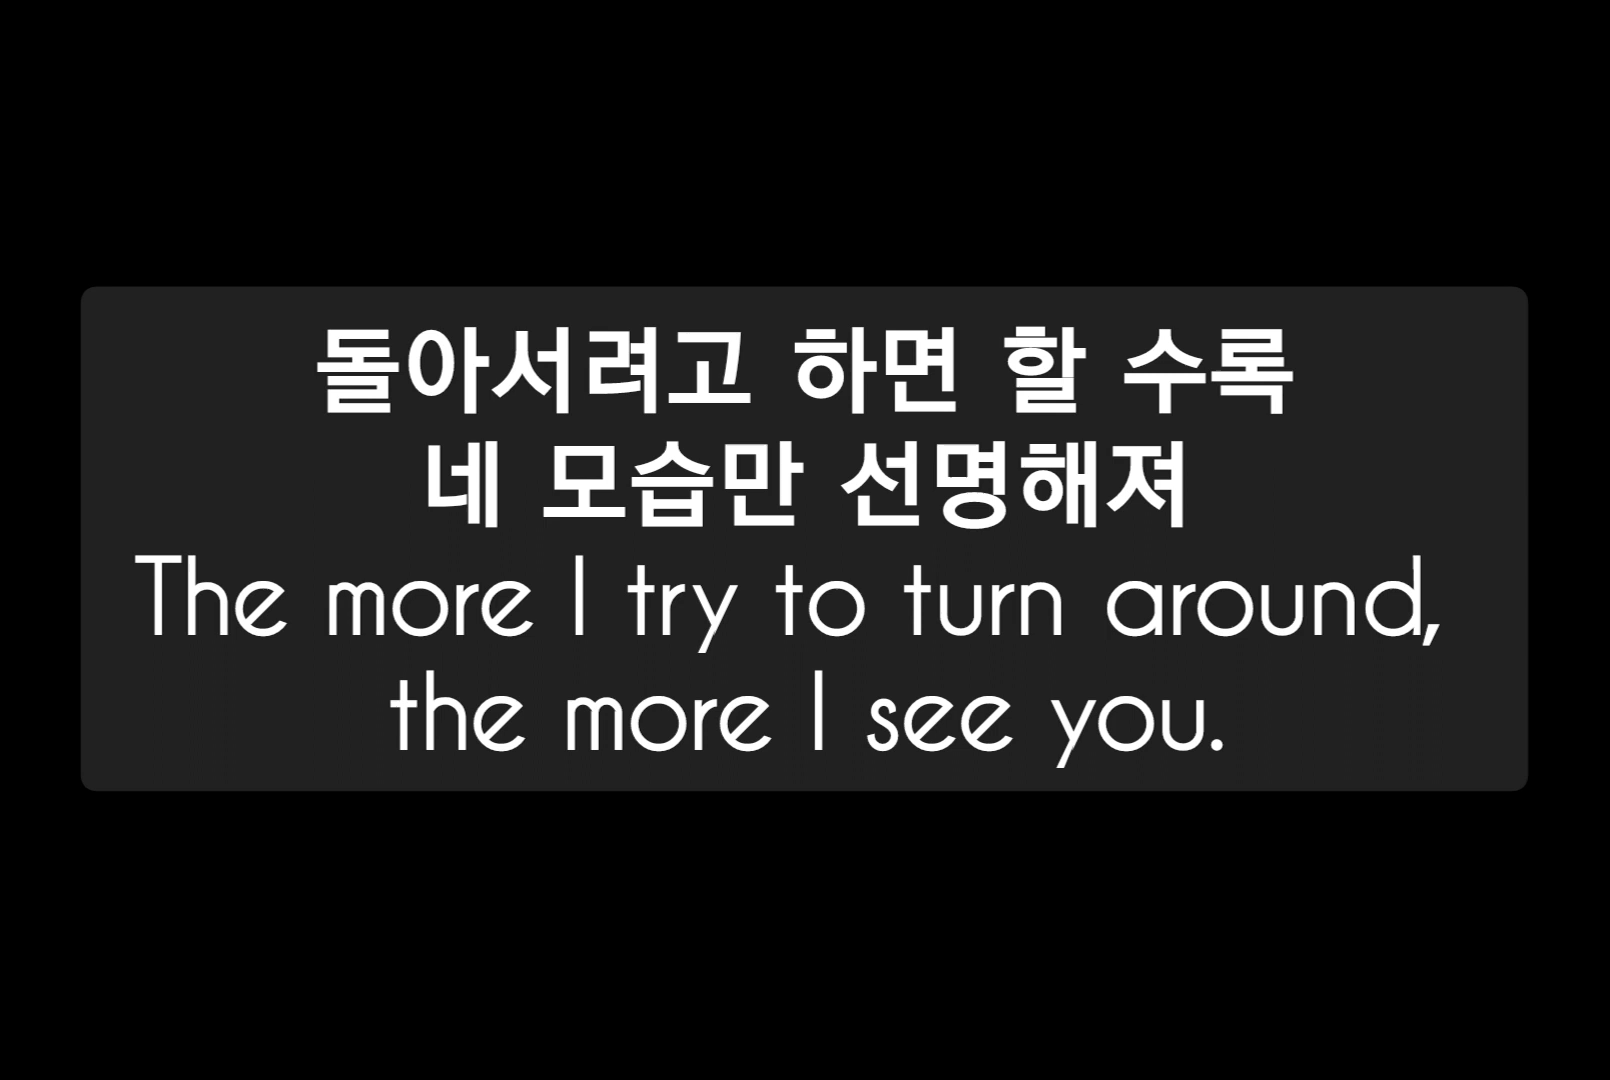 돌아서려고 하면 할 수록
네 모습만 선명해져
The more I try to turn around,
the more I see you.